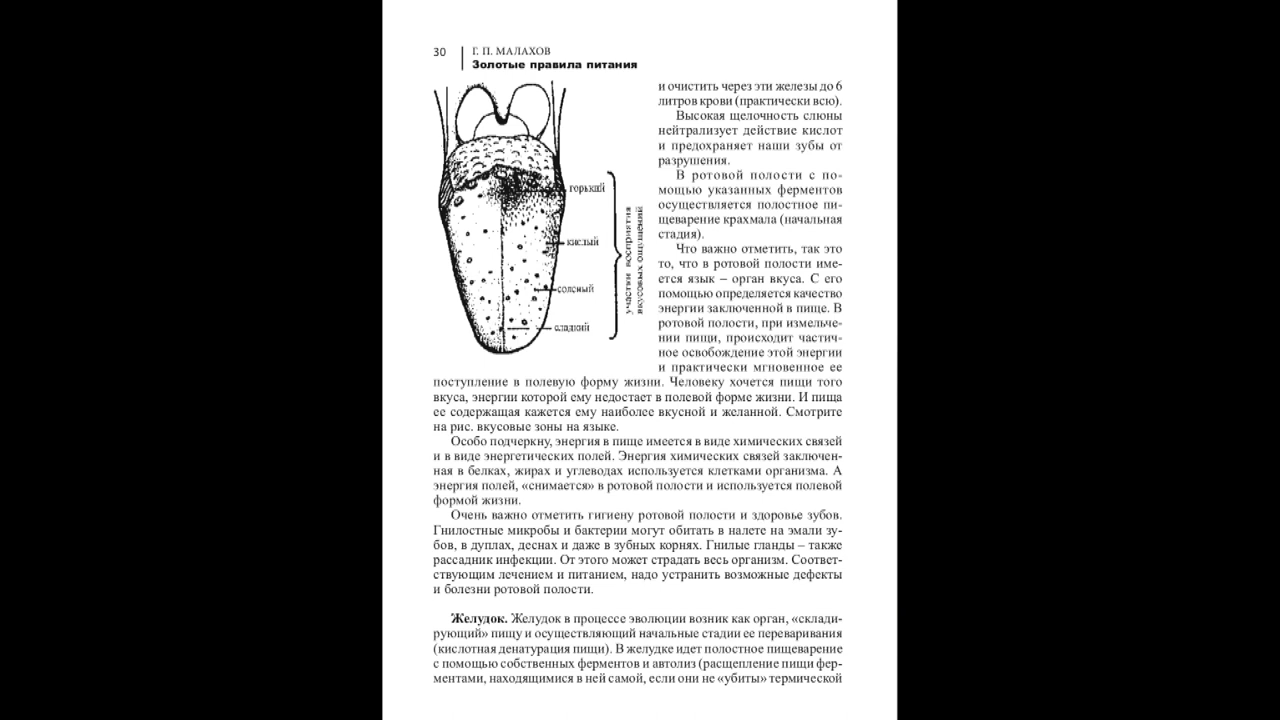 30
Г. П. МАЛАХОВ
Золотые правила питания
горький
кислый
соленый
сладкий
участки восприятия
вкусовых ощущений
и очистить через эти железы до 6
литров крови (практически всю).
Высокая щелочность слюны
нейтрализует действие кислот
и предохраняет наши зубы от
разрушения.
В ротовой полости с по-
мощью указанных ферментов
осуществляется полостное пи-
щеварение крахмала (начальная
стадия).
Что важно отметить, так это
то, что в ротовой полости име-
ется язык – орган вкуса. С его
помощью определяется качество
энергии заключенной в пище. В
ротовой полости, при измельче-
нии пищи, происходит частич-
ное освобождение этой энергии
и практически мгновенное ее
поступление в полевую форму жизни. Человеку хочется пищи того
вкуса, энергии которой ему недостает в полевой форме жизни. И пища
ее содержащая кажется ему наиболее вкусной и желанной. Смотрите
на рис. вкусовые зоны на языке.
Особо подчеркну, энергия в пище имеется в виде химических связей
и в виде энергетических полей. Энергия химических связей заключен-
ная в белках, жирах и углеводах используется клетками организма. А
энергия полей, «снимается» в ротовой полости и используется полевой
формой жизни.
Очень важно отметить гигиену ротовой полости и здоровье зубов.
Гнилостные микробы и бактерии могут обитать в налете на эмали зу-
бов, в дуплах, деснах и даже в зубных корнях. Гнилые гланды – также
рассадник инфекции. От этого может страдать весь организм. Соответ-
ствующим лечением и питанием, надо устранить возможные дефекты
и болезни ротовой полости.
Желудок. Желудок в процессе эволюции возник как орган, «склади-
рующий» пищу и осуществляющий начальные стадии ее переваривания
(кислотная денатурация пищи). В желудке идет полостное пищеварение
с помощью собственных ферментов и автолиз (расщепление пищи фер-
ментами, находящимися в ней самой, если они не «убиты» термической